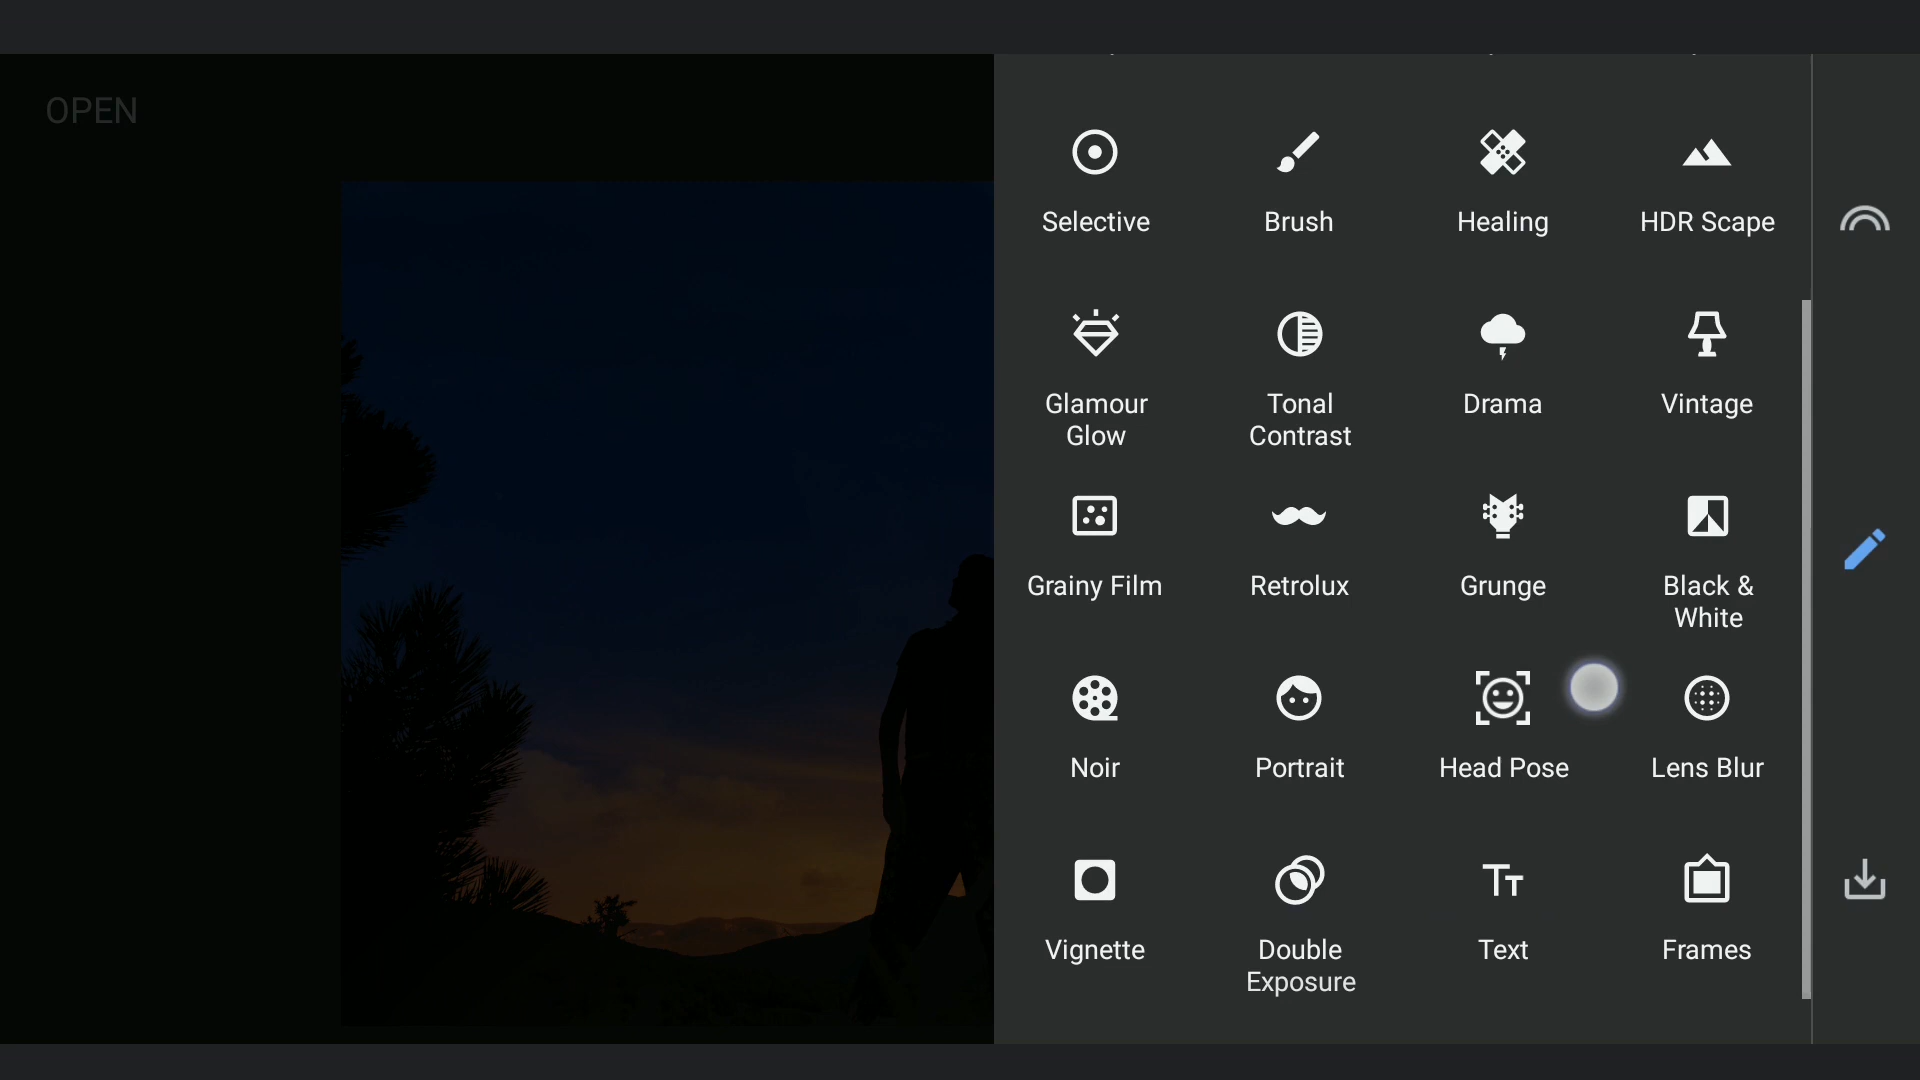 OPEN
Selective
Brush
Healing
HDR Scape
Glamour
Glow
Tonal
Contrast
Drama
Vintage
Grainy Film
Retrolux
Grunge
Black &
White
Noir
Portrait
Head Pose
Lens Blur
Vignette
Double
Exposure
Text
Frames